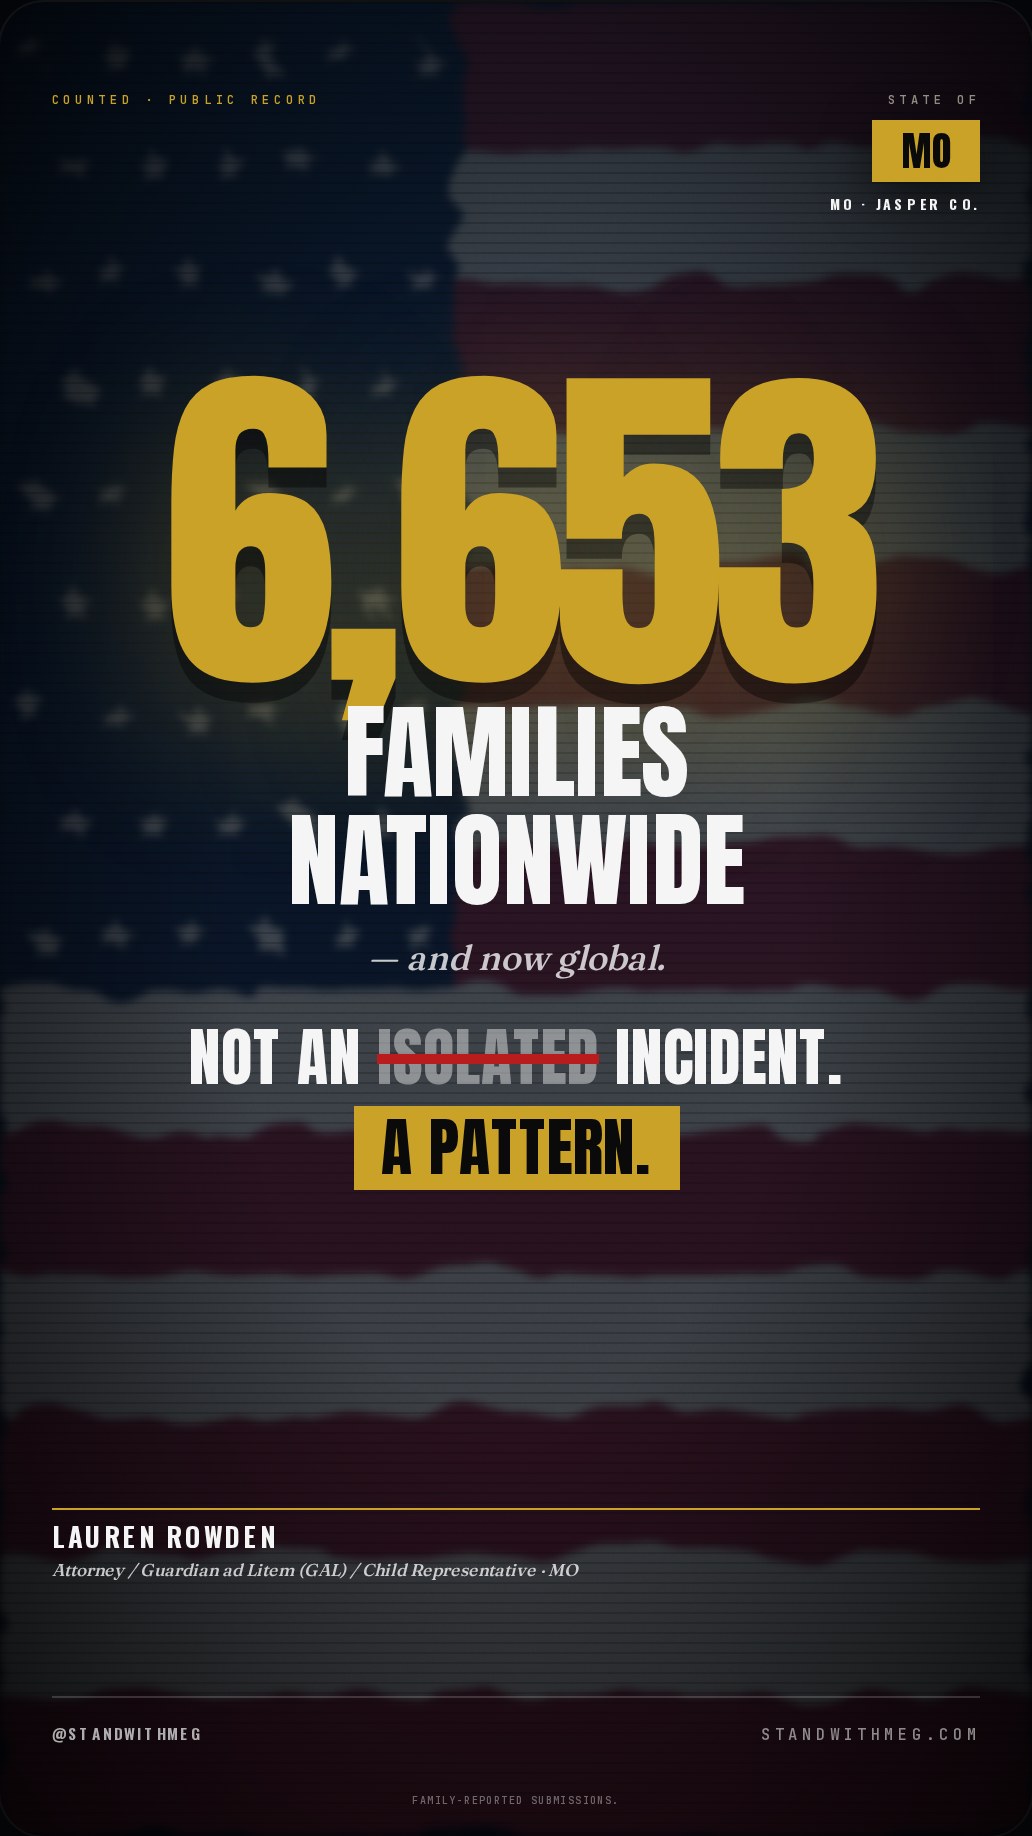 COUNTED · PUBLIC RECORD
STATE OF
MO
MO · JASPER CO.
6,653
FAMILIES
NATIONWIDE
— and now global.
NOT AN ISOLATED INCIDENT.
A PATTERN.
LAUREN ROWDEN
Attorney / Guardian ad Litem (GAL) / Child Representative · MO
@STANDWITHMEG
STANDWITHMEG.COM
FAMILY-REPORTED SUBMISSIONS.